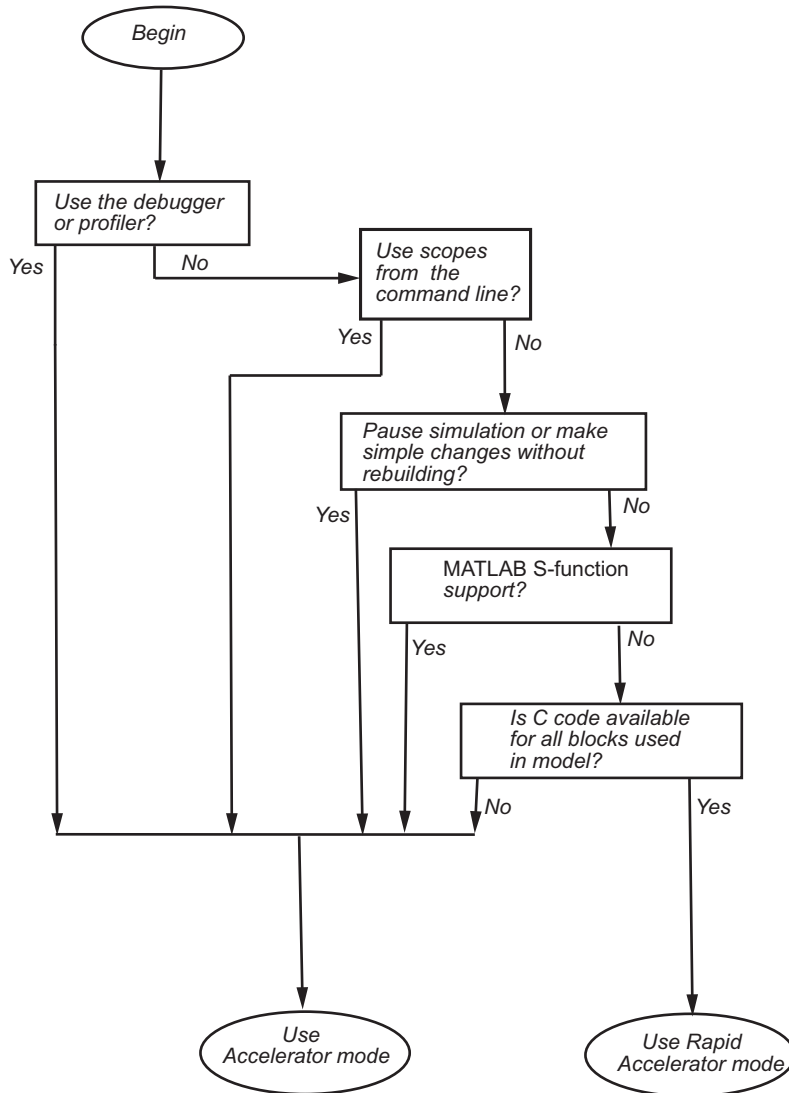 Begin
Use the debugger
or profiler?
Yes
No
Use scopes
from the
command line?
Yes
No
Pause simulation or make
simple changes without
rebuilding?
Yes
No
MATLAB S-function
support?
Yes
No
Is C code available
for all blocks used
in model?
No
Yes
Use
Accelerator mode
Use Rapid
Accelerator mode